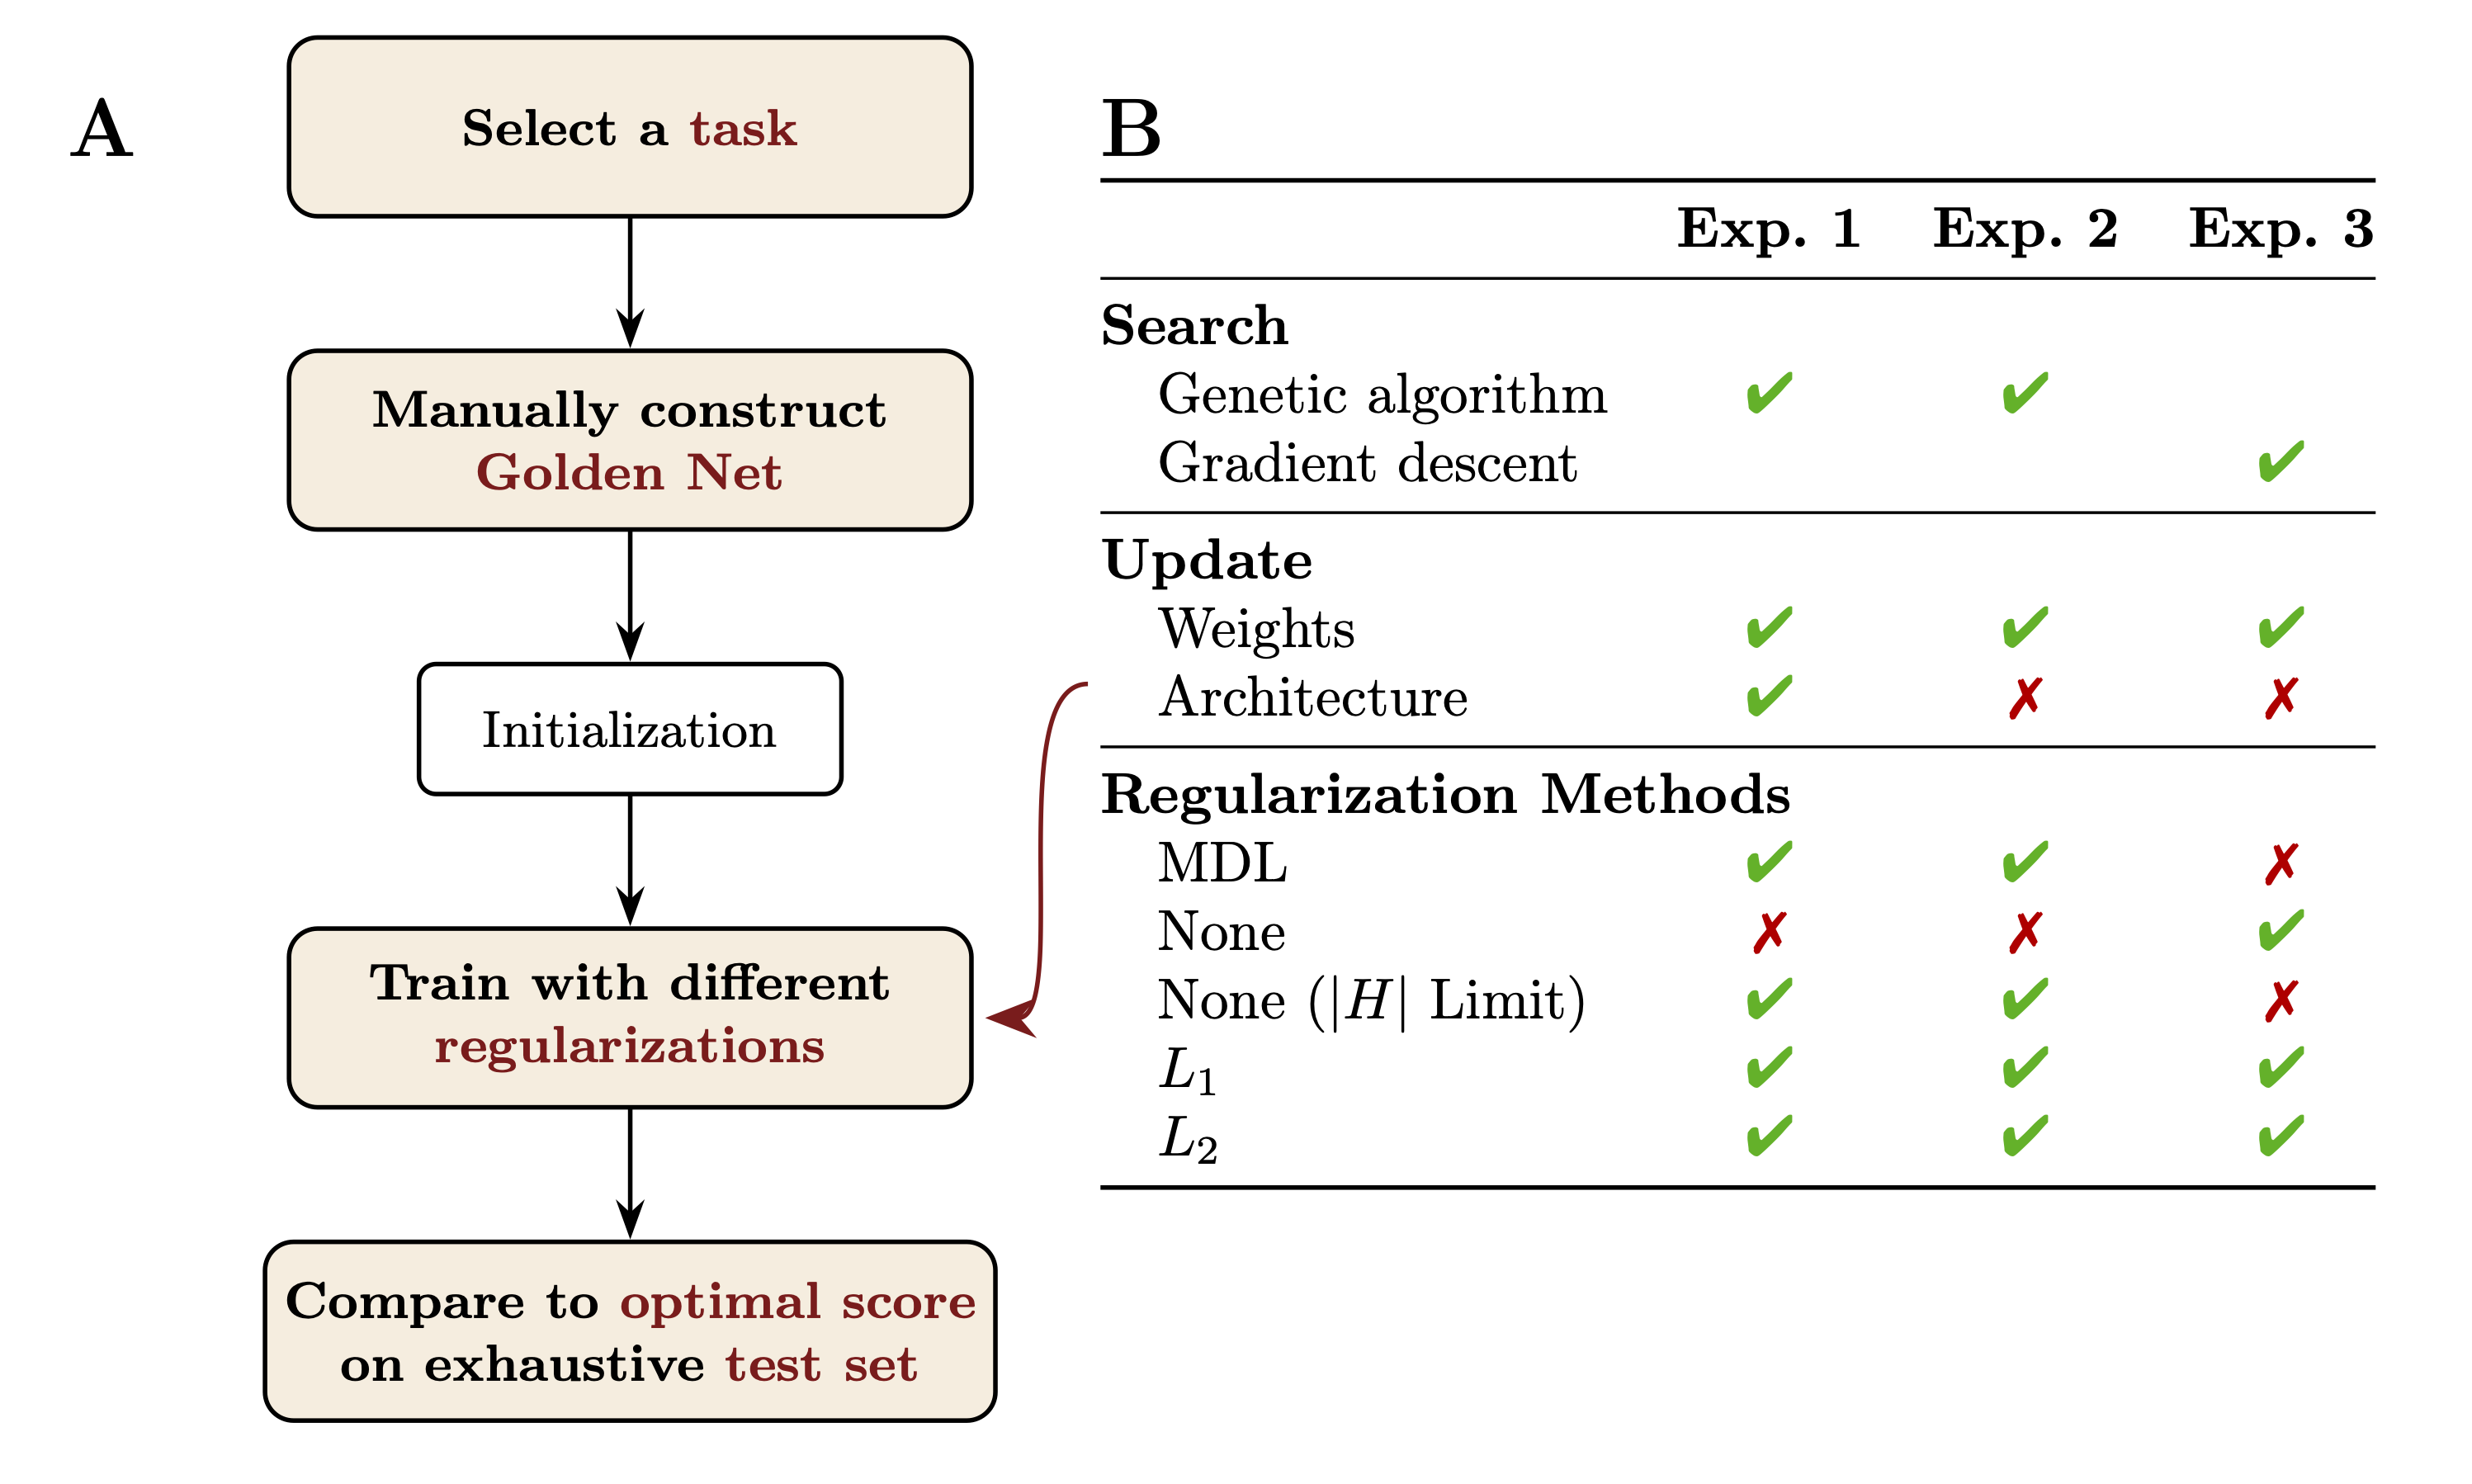 A
Select a task
Manually construct
Golden Net
Initialization
Train with different
regularizations
Compare to optimal score
on exhaustive test set
B
Exp. 1 Exp. 2 Exp. 3
Search
Genetic algorithm ✔ ✔
Gradient descent ✔
Update
Weights ✔ ✔ ✔
Architecture ✔ ✗ ✗
Regularization Methods
MDL ✔ ✔ ✗
None ✗ ✗ ✔
None (|H| Limit) ✔ ✔ ✗
L₁ ✔ ✔ ✔
L₂ ✔ ✔ ✔